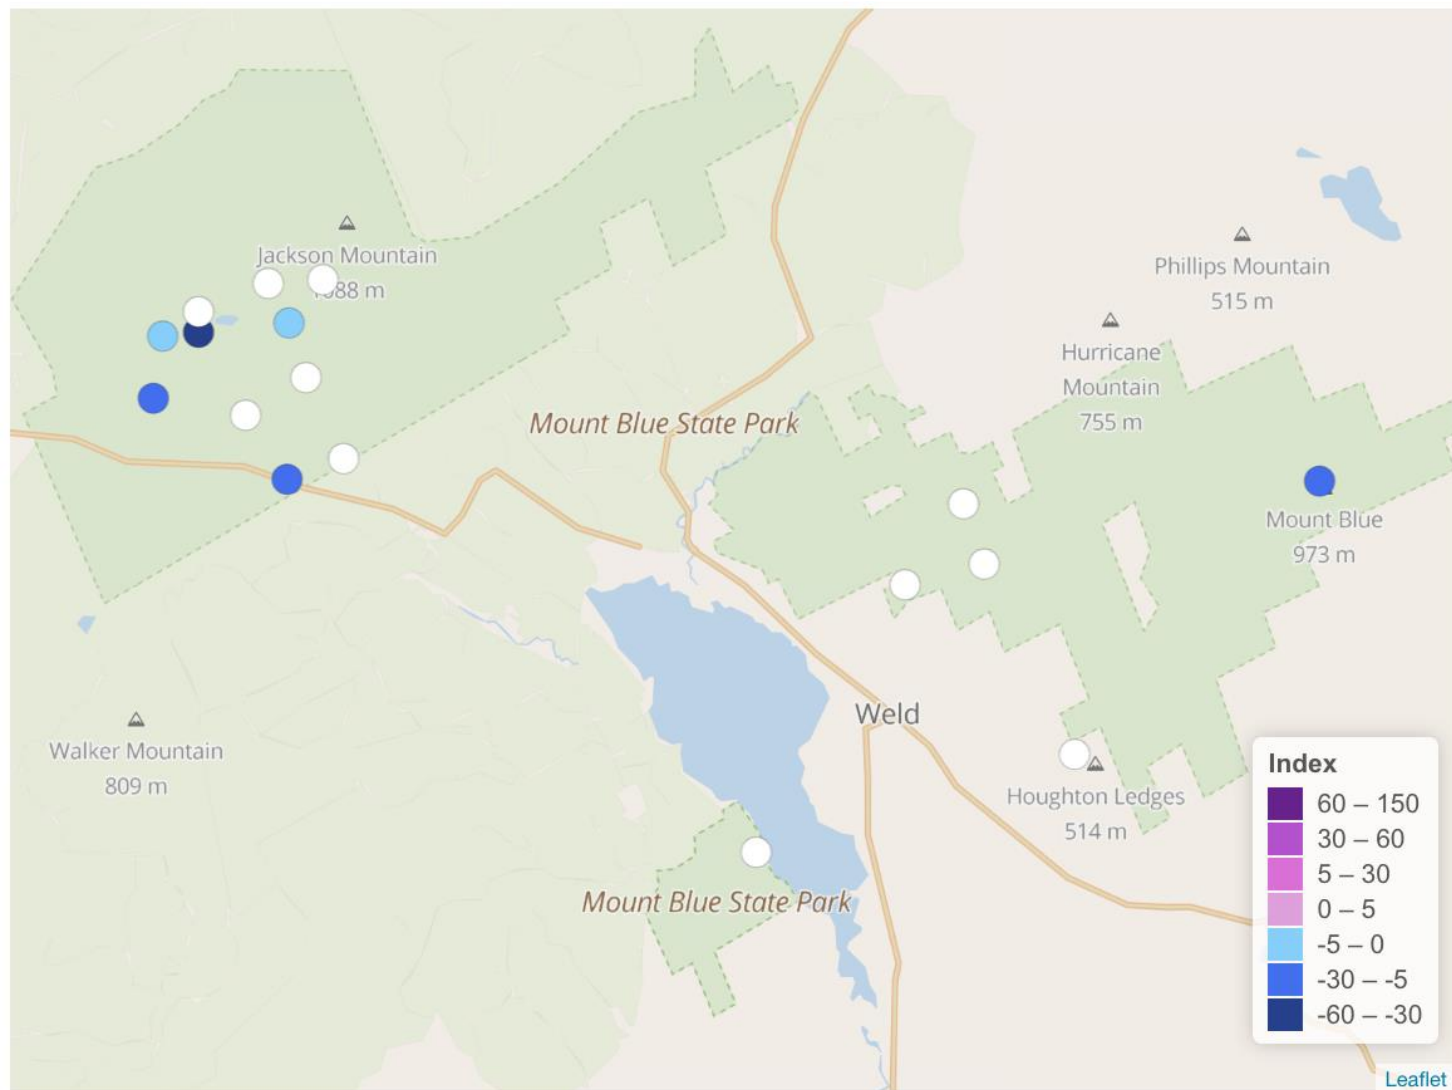 Jackson Mountain
1088 m
Phillips Mountain
515 m
Hurricane
Mountain
755 m
Mount Blue State Park
Mount Blue
973 m
Weld
Walker Mountain
809 m
Houghton Ledges
514 m
Mount Blue State Park
Index
60 – 150
30 – 60
5 – 30
0 – 5
-5 – 0
-30 – -5
-60 – -30
Leaflet